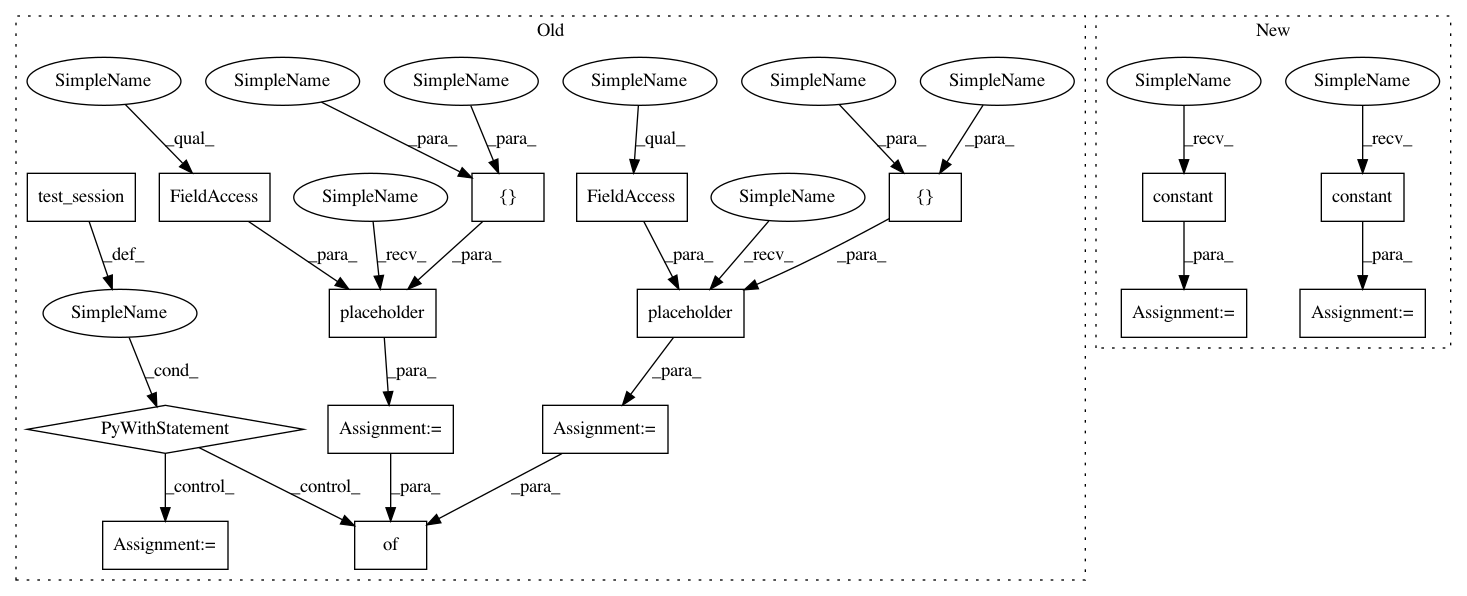 Old New
SimpleName SimpleName SimpleName SimpleName SimpleName SimpleName SimpleName SimpleName
_qual_ _para_ _para_ _qual_ _para_ _para_ _recv_ _recv_
test_session FieldAccess SimpleName {} FieldAccess SimpleName {} constant constant
_def_ _para_ _recv_ _para_ _para_ _recv_ _para_ _para_ _para_
SimpleName placeholder placeholder Assignment:= Assignment:=
_cond_ _para_ _para_
PyWithStatement Assignment:= Assignment:=
_control_ _control_ _para_ _para_
Assignment:= of